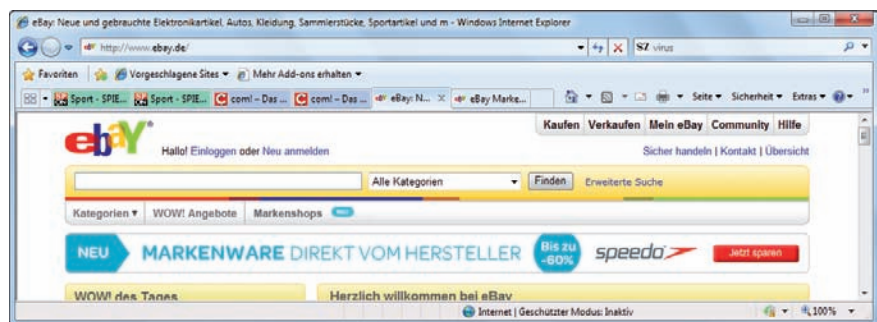 eBay: Neue und gebrauchte Elektronikartikel, Autos, Kleidung, Sammlerstücke, Sportartikel und m - Windows Internet Explorer
http://www.ebay.de/
SZ virus
Favoriten Vorgeschlagene Sites Mehr Add-ons erhalten
Sport - SPIE... Sport - SPIE... com! - Das ... com! - Das ... eBay: N... eBay Marke... Seite Sicherheit Extras
ebaY Kaufen Verkaufen Mein eBay Community Hilfe
Hallo! Einloggen oder Neu anmelden Sicher handeln | Kontakt | Übersicht
Alle Kategorien Finden Erweiterte Suche
Kategorien WOW! Angebote Markenshops
NEU MARKENWARE DIREKT VOM HERSTELLER Bis zu -60% speedo Jetzt sparen
WOW! des Tages Herzlich willkommen bei eBay
Internet | Geschützter Modus: Inaktiv 100%